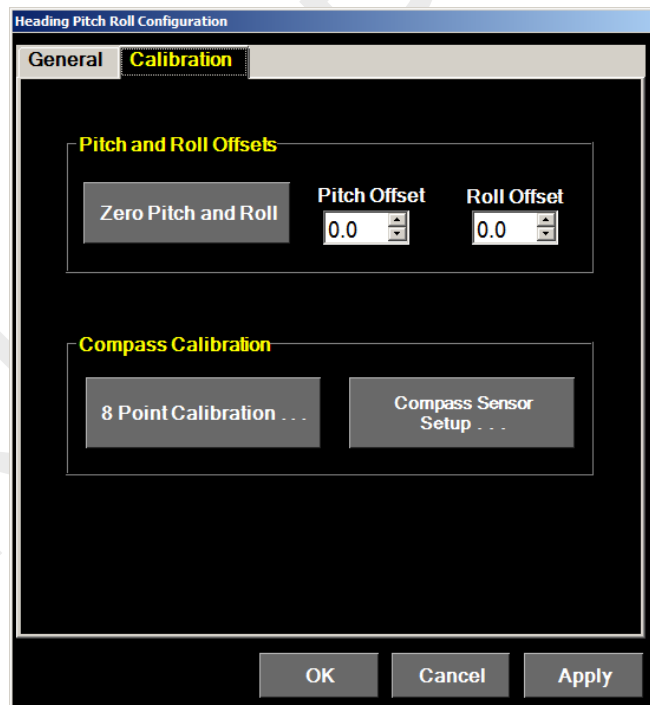 Heading Pitch Roll Configuration
General Calibration
Pitch and Roll Offsets
Zero Pitch and Roll
Pitch Offset Roll Offset
0.0 0.0
Compass Calibration
8 Point Calibration . . .
Compass Sensor
Setup . . .
OK Cancel Apply